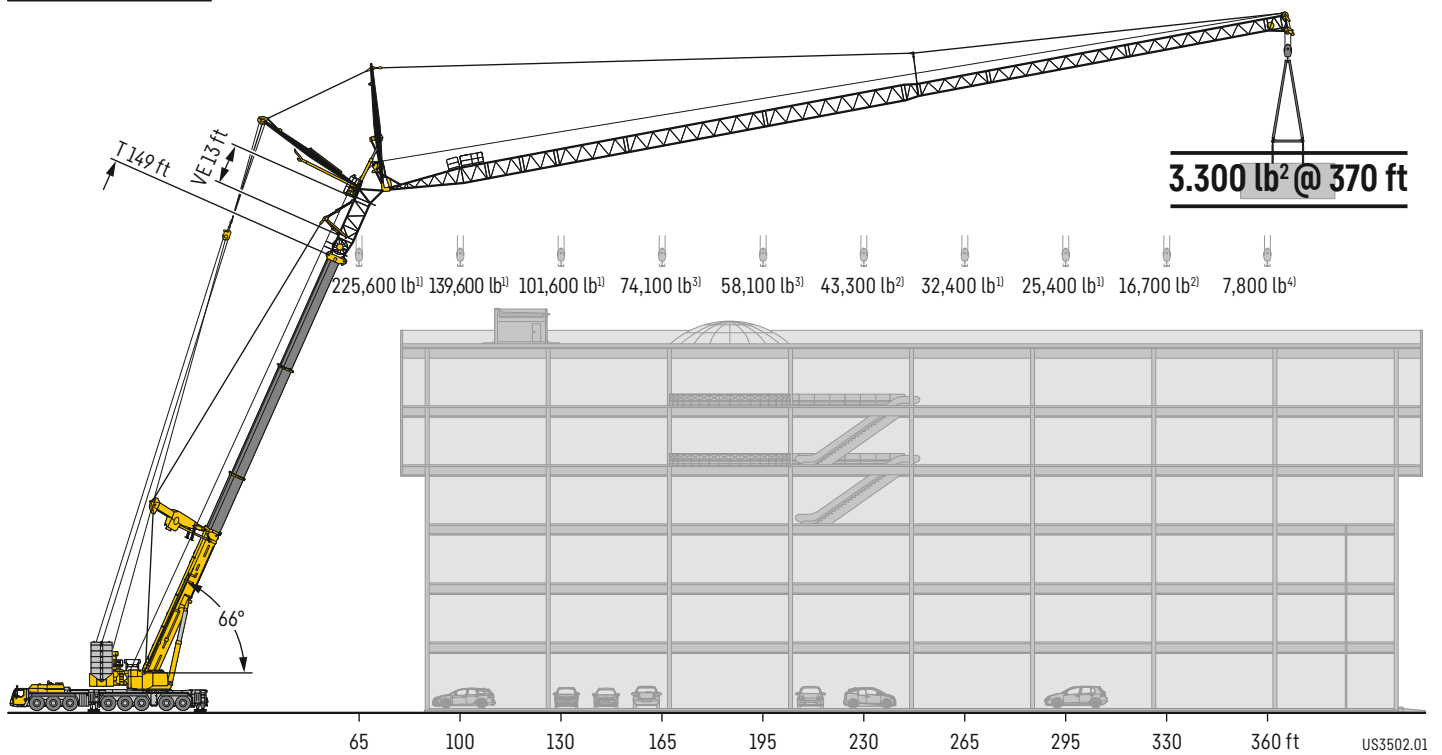 T 149 ft
VE 13 ft
3.300 lb² @ 370 ft
225,600 lb¹⁾ 139,600 lb¹⁾ 101,600 lb¹⁾ 74,100 lb³⁾ 58,100 lb³⁾ 43,300 lb²⁾ 32,400 lb¹⁾ 25,400 lb¹⁾ 16,700 lb²⁾ 7,800 lb⁴⁾
66°
65 100 130 165 195 230 265 295 330 360 ft
US3502.01